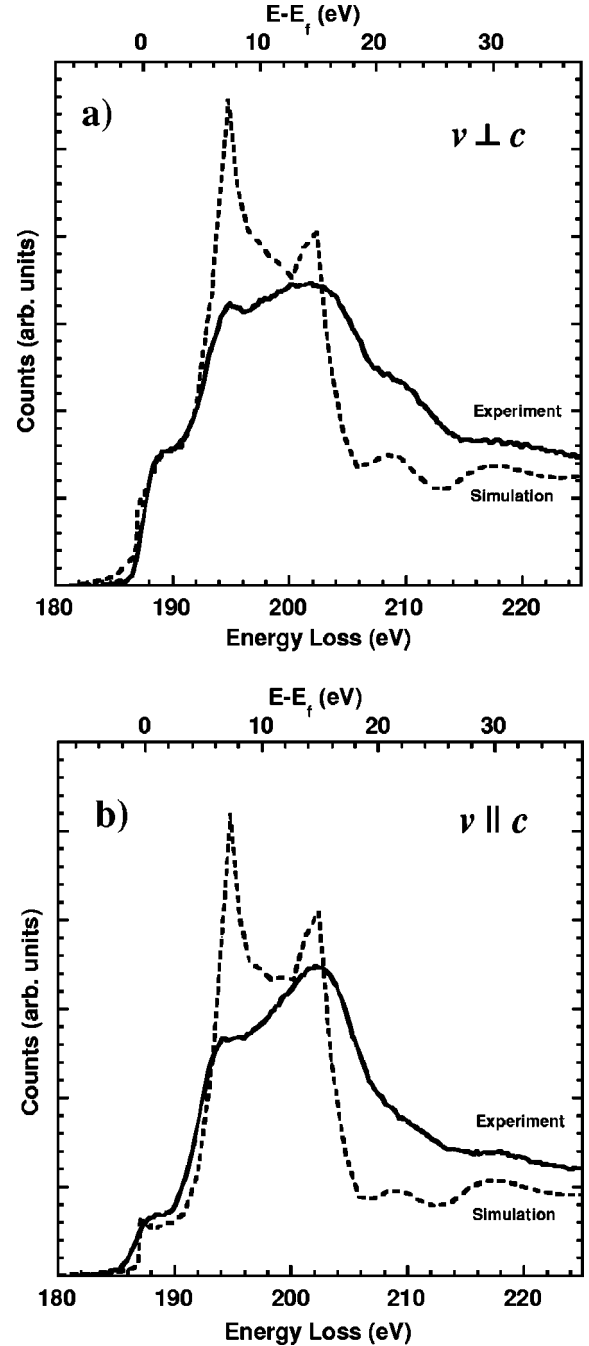 E-E_f (eV)
0 10 20 30
a)
v ⊥ c
Counts (arb. units)
Experiment
Simulation
180 190 200 210 220
Energy Loss (eV)
E-E_f (eV)
0 10 20 30
b)
v || c
Counts (arb. units)
Experiment
Simulation
180 190 200 210 220
Energy Loss (eV)